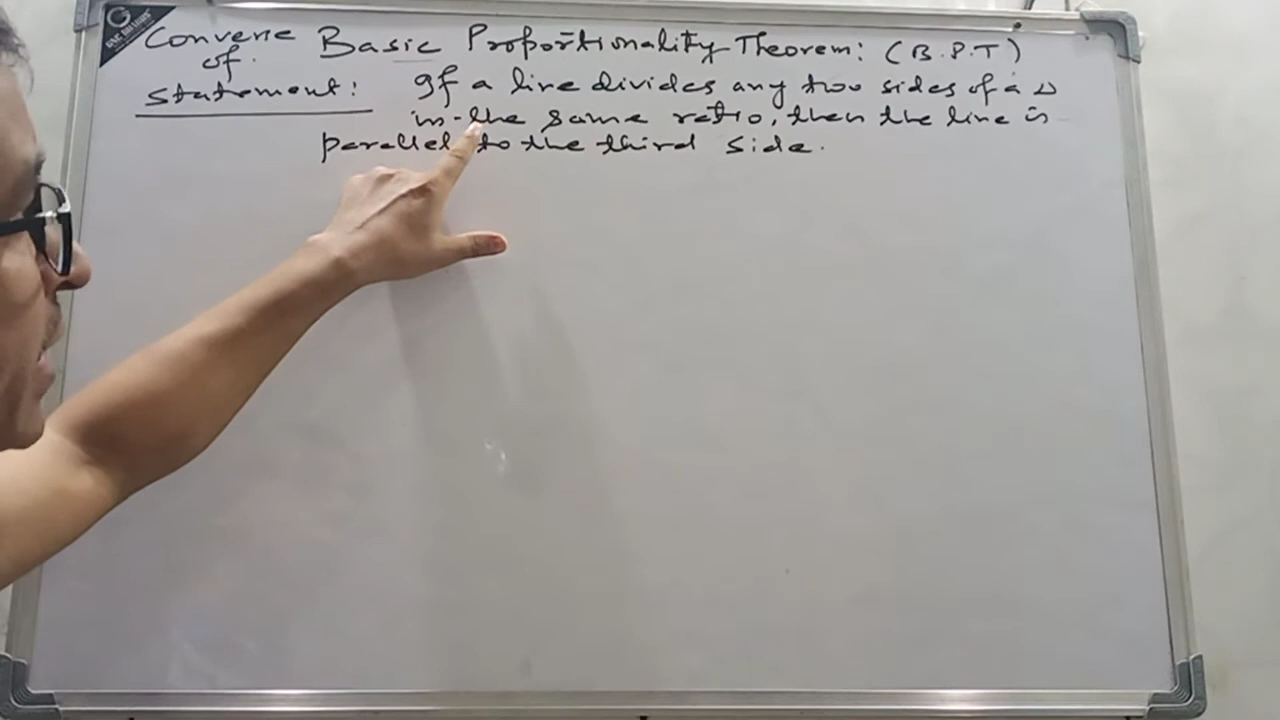 Converse Basic Proportionality Theorem: (B.P.T)
of.
Statement: If a line divides any two sides of a Δ
in the same ratio, then the line is
parallel to the third side.